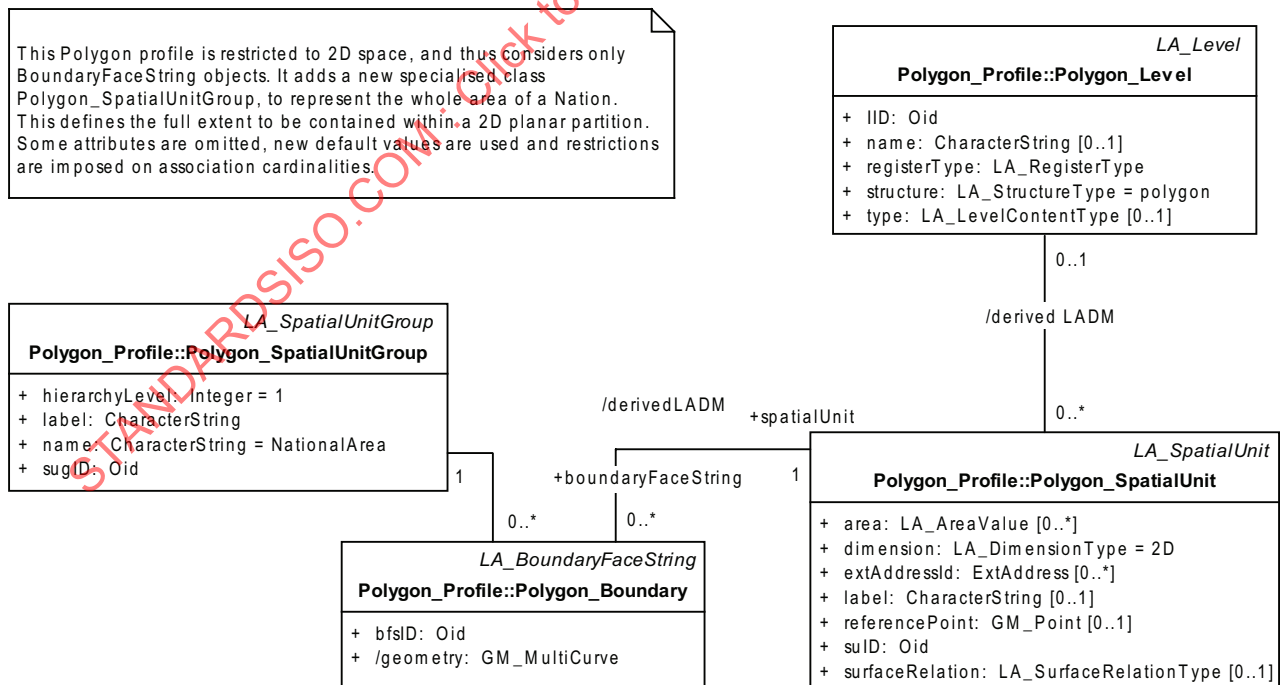 This Polygon profile is restricted to 2D space, and thus considers only
BoundaryFaceString objects. It adds a new specialised class
Polygon_SpatialUnitGroup, to represent the whole area of a Nation.
This defines the full extent to be contained within a 2D planar partition.
Some attributes are omitted, new default values are used and restrictions
are imposed on association cardinalities.
STANDARDSISO.COM : Click to
LA_Level
Polygon_Profile::Polygon_Level
+ lID: Oid
+ name: CharacterString [0..1]
+ registerType: LA_RegisterType
+ structure: LA_StructureType = polygon
+ type: LA_LevelContentType [0..1]
0..1
/derived LADM
0..*
LA_SpatialUnitGroup
Polygon_Profile::Polygon_SpatialUnitGroup
+ hierarchyLevel: Integer = 1
+ label: CharacterString
+ name: CharacterString = NationalArea
+ sugID: Oid
1
0..*
/derivedLADM
+spatialUnit
1
+boundaryFaceString
0..*
LA_BoundaryFaceString
Polygon_Profile::Polygon_Boundary
+ bfsID: Oid
+ /geometry: GM_MultiCurve
LA_SpatialUnit
Polygon_Profile::Polygon_SpatialUnit
+ area: LA_AreaValue [0..*]
+ dimension: LA_DimensionType = 2D
+ extAddressId: ExtAddress [0..*]
+ label: CharacterString [0..1]
+ referencePoint: GM_Point [0..1]
+ suID: Oid
+ surfaceRelation: LA_SurfaceRelationType [0..1]